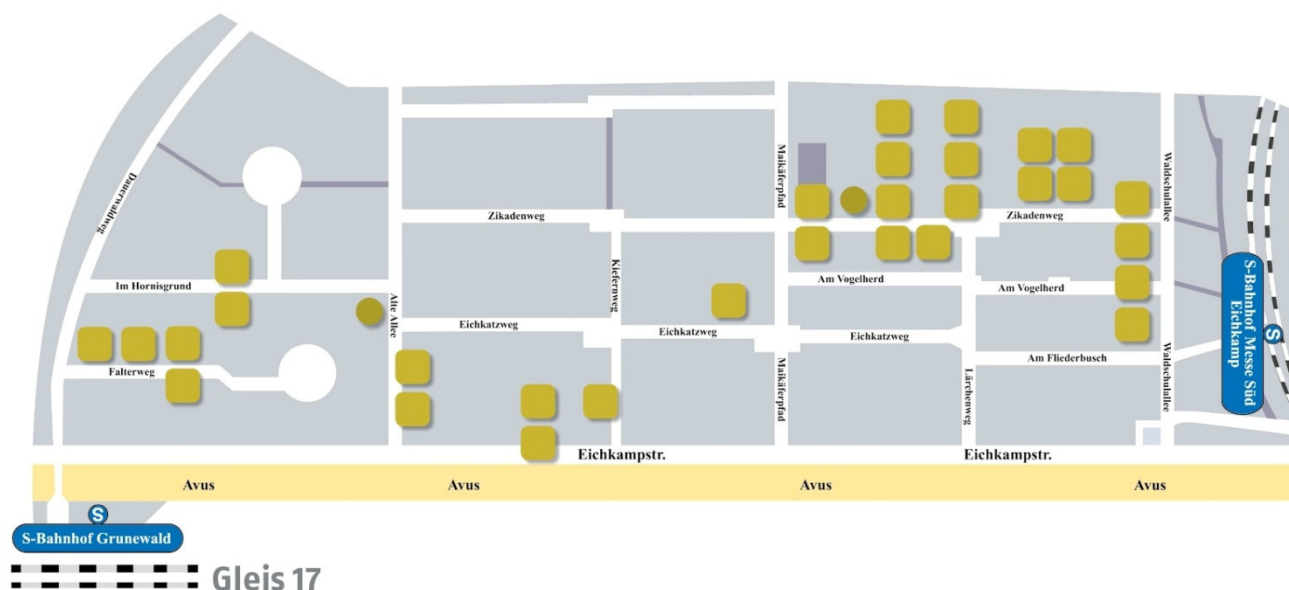 Dauerwaldweg
Maikäferpfad
Waldschulallee
Zikadenweg
Zikadenweg
Kiefernweg
Im Hornisgrund
Am Vogelherd
Am Vogelherd
S-Bahnhof Messe Süd
Eichkamp
S
Alte Allee
Eichkatzweg
Eichkatzweg
Eichkatzweg
Am Fliederbusch
Falterweg
Maikäferpfad
Lärchenweg
Waldschulallee
Eichkampstr.
Eichkampstr.
Avus
Avus
Avus
Avus
S
S-Bahnhof Grunewald
Gleis 17